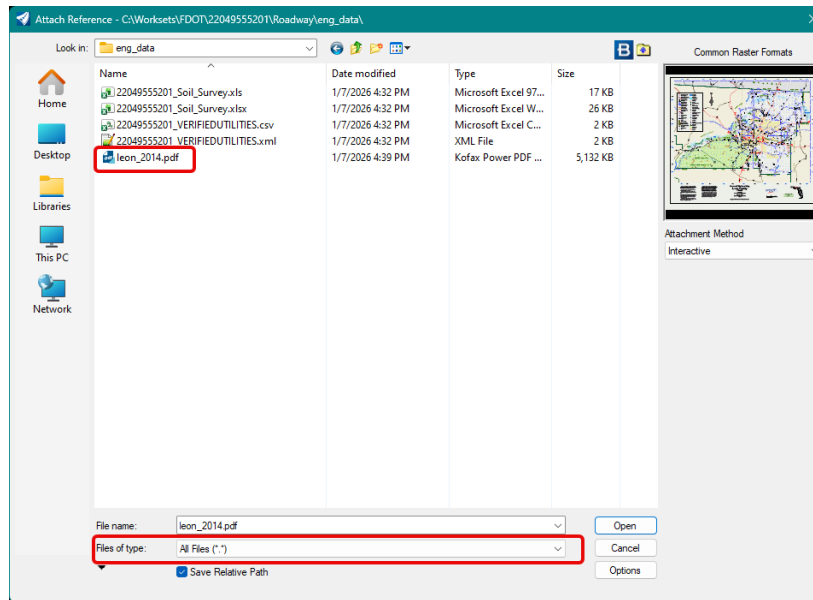 Attach Reference - C:\Worksets\FDOT\22049555201\Roadway\eng_data\
Look in: eng_data
Common Raster Formats
Name Date modified Type Size
22049555201_Soil_Survey.xls 1/7/2026 4:32 PM Microsoft Excel 97... 17 KB
22049555201_Soil_Survey.xlsx 1/7/2026 4:32 PM Microsoft Excel W... 26 KB
22049555201_VERIFIEDUTILITIES.csv 1/7/2026 4:32 PM Microsoft Excel C... 2 KB
22049555201_VERIFIEDUTILITIES.xml 1/7/2026 4:32 PM XML File 2 KB
leon_2014.pdf 1/7/2026 4:39 PM Kofax Power PDF ... 5,132 KB
Home
Desktop
Libraries
This PC
Network
Attachment Method
Interactive
File name: leon_2014.pdf Open
Files of type: All Files (*.*) Cancel
Save Relative Path Options